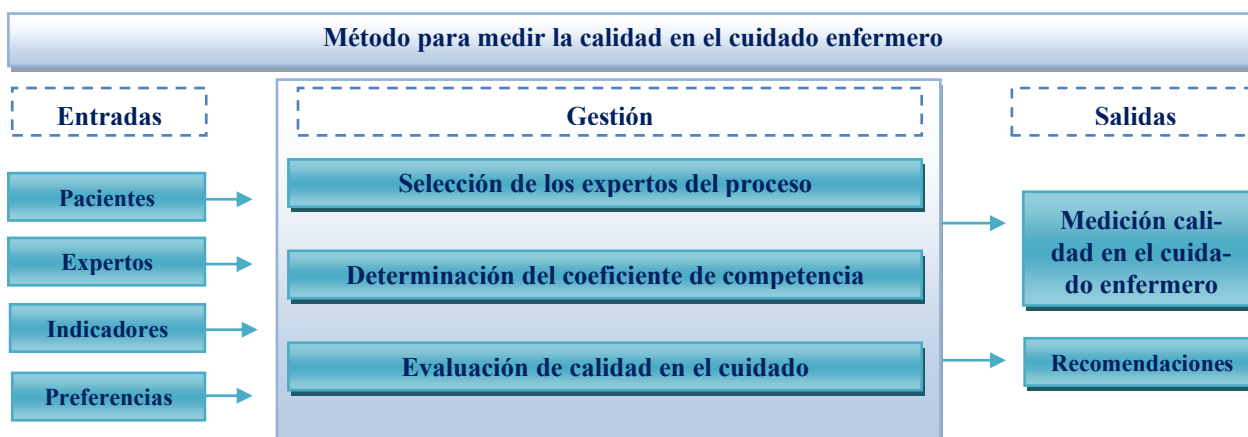 Método para medir la calidad en el cuidado enfermero
Entradas
Pacientes
Expertos
Indicadores
Preferencias
Gestión
Selección de los expertos del proceso
Determinación del coeficiente de competencia
Evaluación de calidad en el cuidado
Salidas
Medición cali-
dad en el cuida-
do enfermero
Recomendaciones